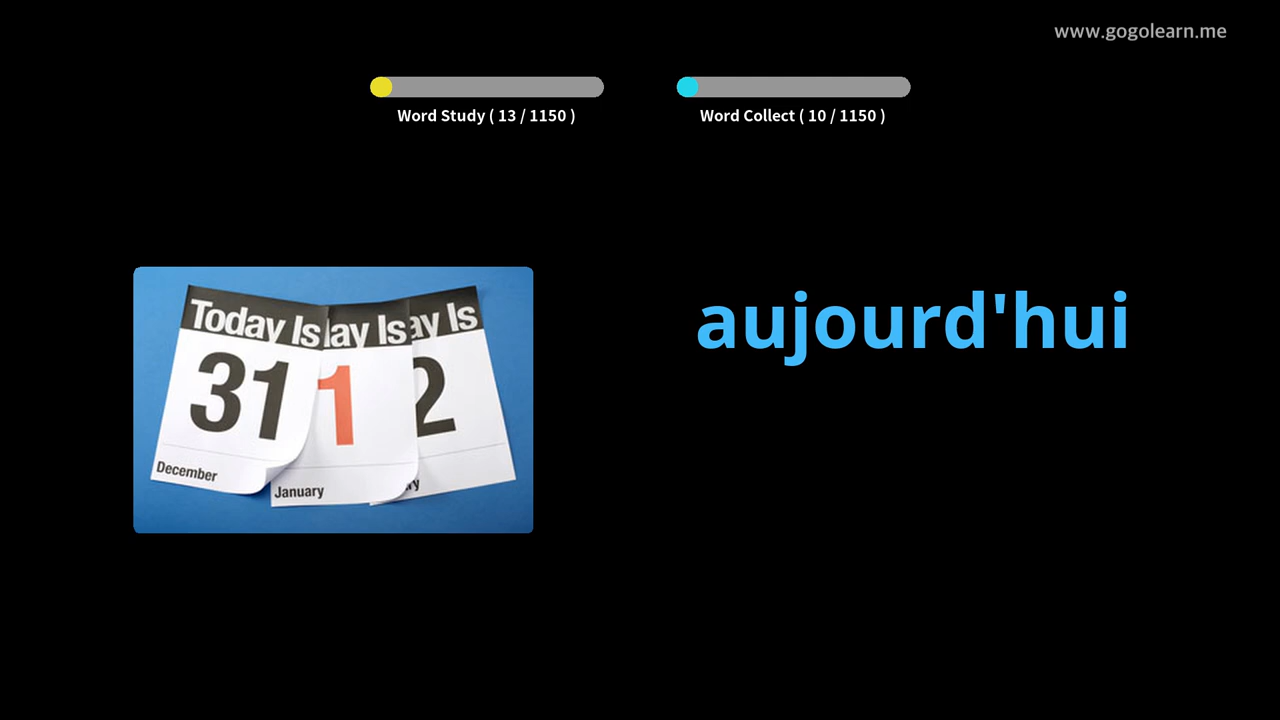 www.gogolearn.me
Word Study ( 13 / 1150 )
Word Collect ( 10 / 1150 )
Today Is
ay Is
ay Is
31
1
2
December
January
ry
aujourd'hui